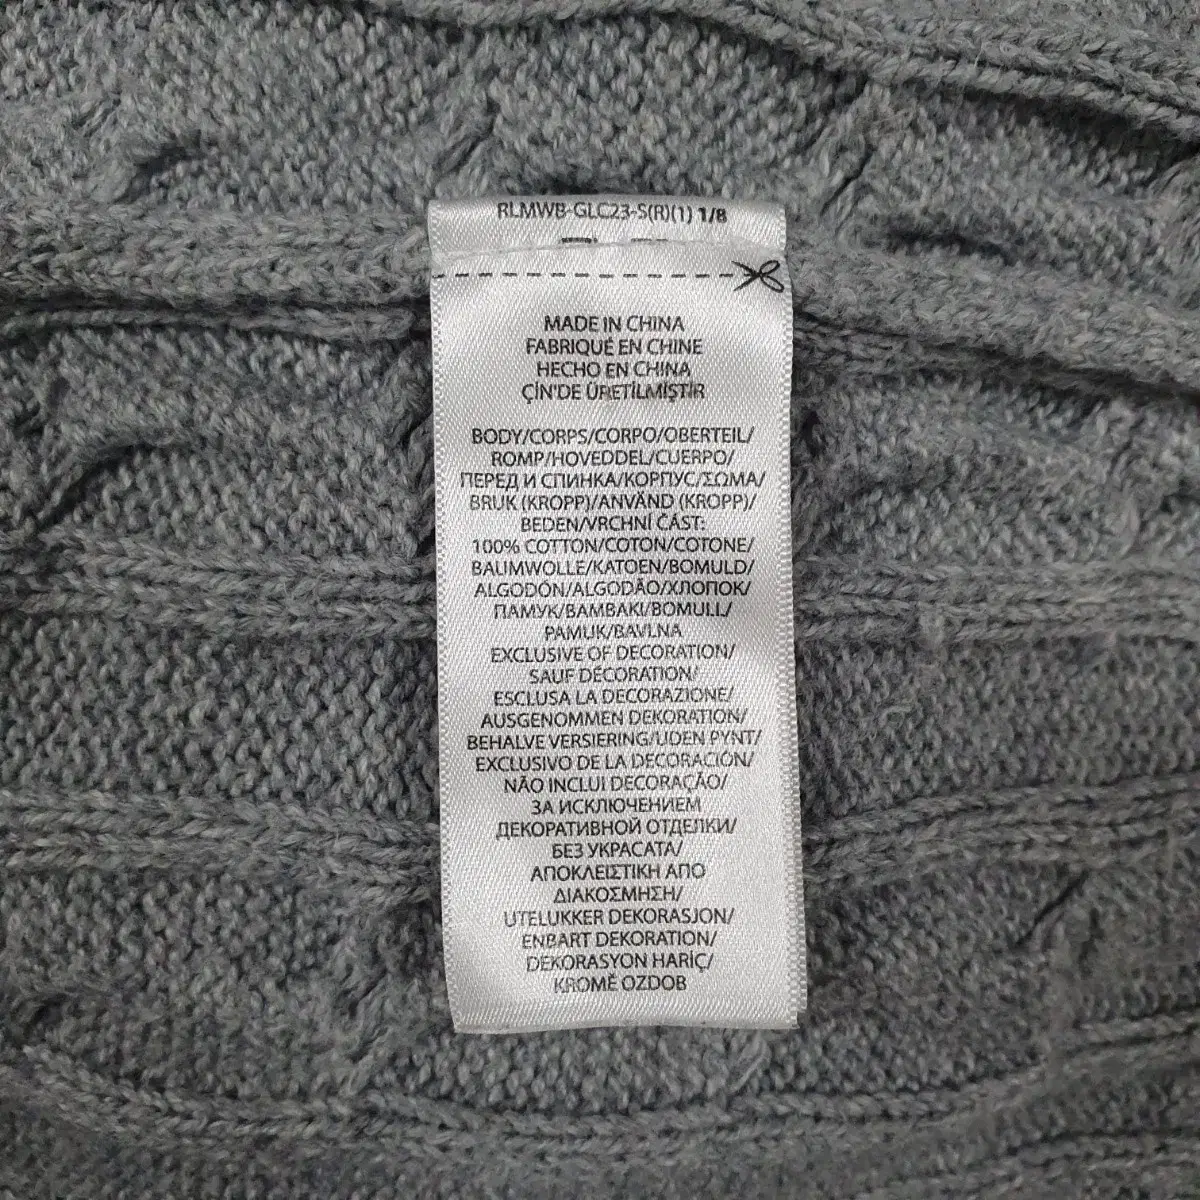 RLMWB-GLC23-S(R)(1) 1/8
MADE IN CHINA
FABRIQUÉ EN CHINE
HECHO EN CHINA
ÇİN'DE ÜRETİLMİŞTİR
BODY/CORPS/CORPO/OBERTEIL/
ROMP/HOVEDDEL/CUERPO/
ПЕРЕД И СПИНКА/КОРПУС/ΣΩΜΑ/
BRUK (KROPP)/ANVÄND (KROPP)/
BEDEN/VRCHNÍ ČÁST:
100% COTTON/COTON/COTONE/
BAUMWOLLE/KATOEN/BOMULD/
ALGODÓN/ALGODÃO/ХЛОПОК/
ПАМУК/BAMBAKI/BOMULL/
PAMUK/BAVLNA
EXCLUSIVE OF DECORATION/
SAUF DÉCORATION/
ESCLUSA LA DECORAZIONE/
AUSGENOMMEN DEKORATION/
BEHALVE VERSIERING/UDEN PYNT/
EXCLUSIVO DE LA DECORACIÓN/
NÃO INCLUI DECORAÇÃO/
ЗА ИСКЛЮЧЕНИЕМ
ДЕКОРАТИВНОЙ ОТДЕЛКИ/
БЕЗ УКРАСАТА/
ΑΠΟΚΛΕΙΣΤΙΚΗ ΑΠΟ
ΔΙΑΚΟΣΜΗΣΗ/
UTELUKKER DEKORASJON/
ENBART DEKORATION/
DEKORASYON HARİÇ/
KROMĚ OZDOB